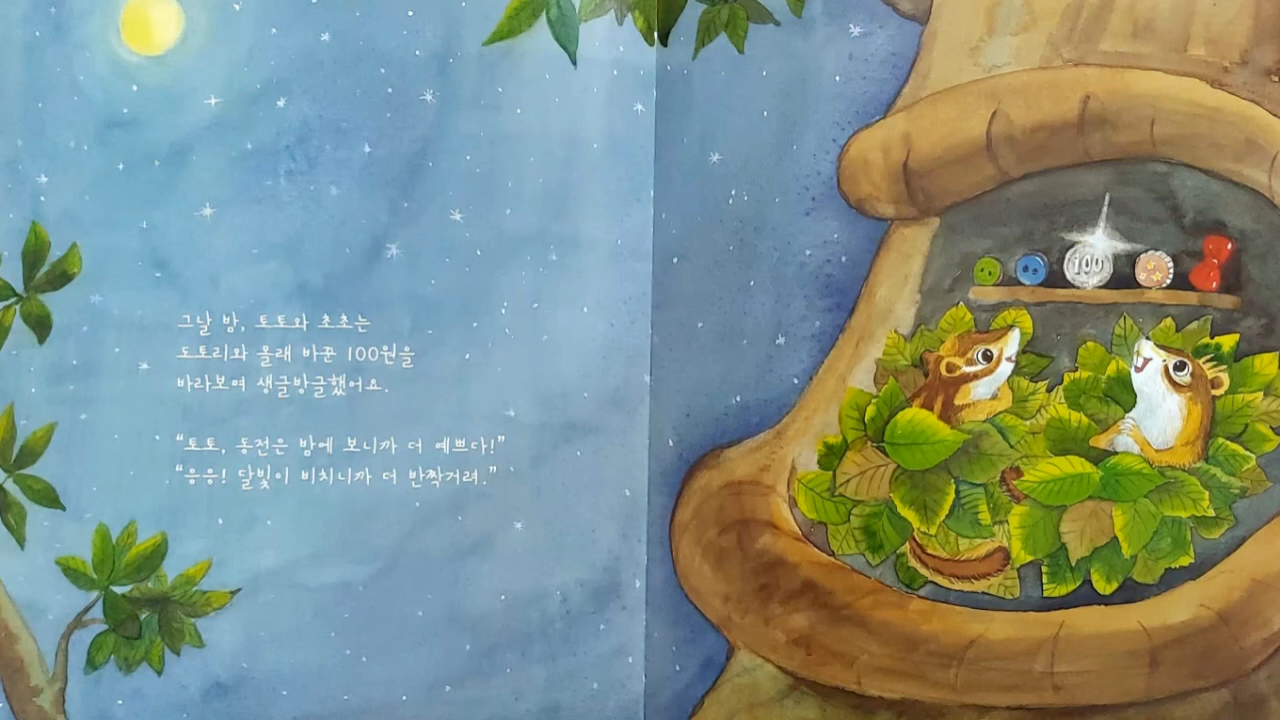 그날 밤, 토토와 초초는
도토리와 몰래 바꾼 100원을
바라보며 생글방글했어요.
“토토, 동전은 밤에 보니까 더 예쁘다!”
“응응! 달빛이 비치니까 더 반짝거려.”
100